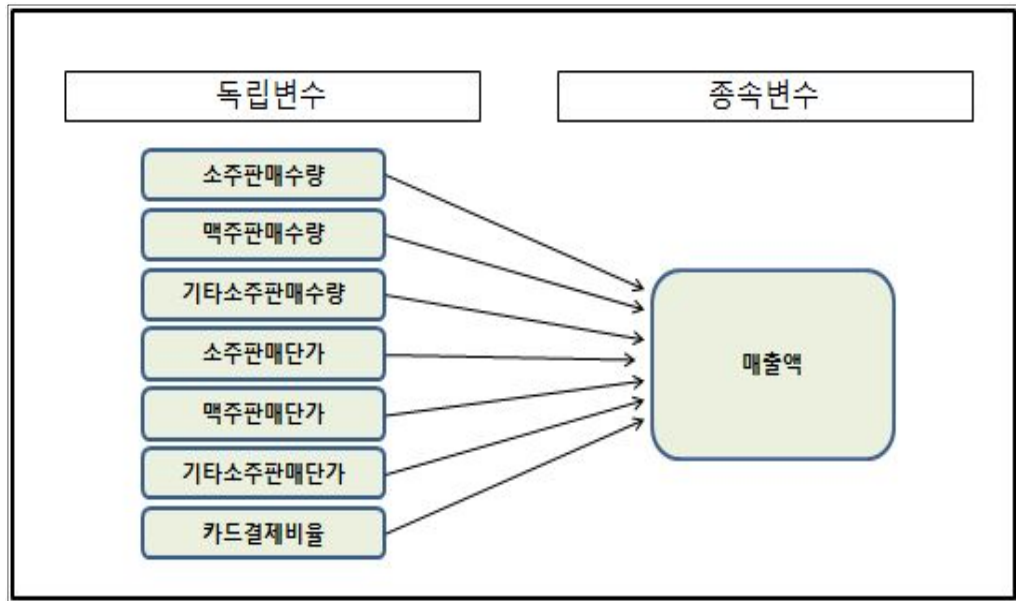 독립변수
종속변수
소주판매수량
맥주판매수량
기타소주판매수량
소주판매단가
맥주판매단가
기타소주판매단가
카드결제비율
매출액